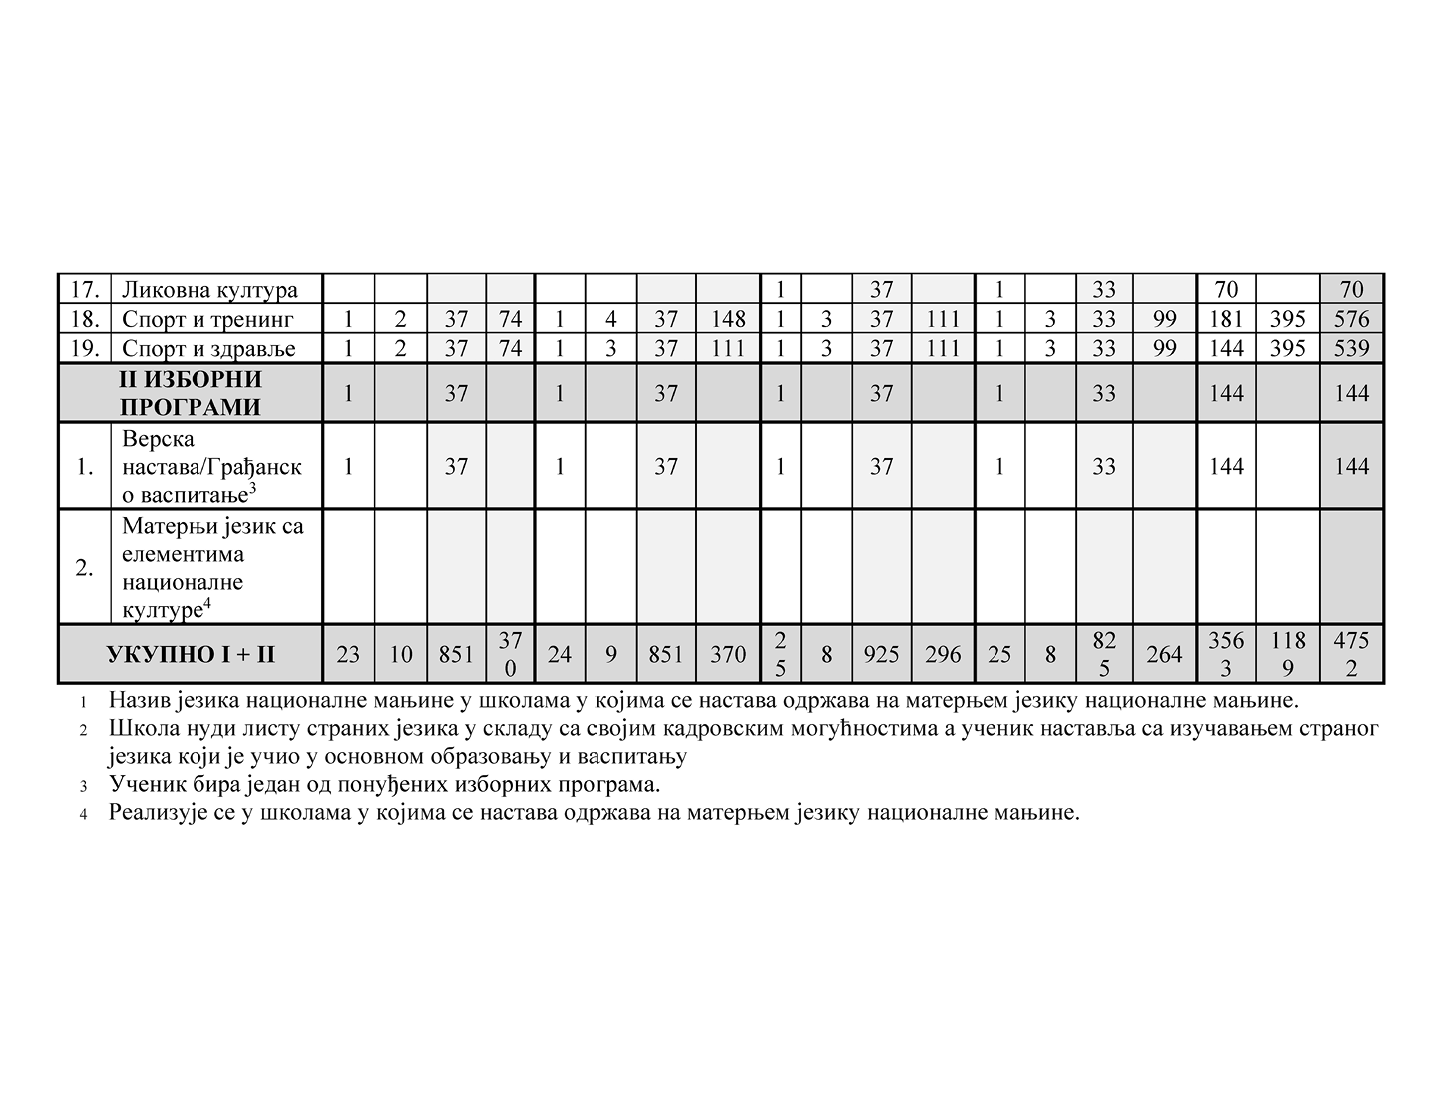 17. Ликовна култура 1 37 1 33 70 70
18. Спорт и тренинг 1 2 37 74 1 4 37 148 1 3 37 111 1 3 33 99 181 395 576
19. Спорт и здравље 1 2 37 74 1 3 37 111 1 3 37 111 1 3 33 99 144 395 539
II ИЗБОРНИ
ПРОГРАМИ
1 37 1 37 1 37 1 33 144 144
Верска
1. настава/Грађанск 1 37 1 37 1 37 1 33 144 144
о васпитање3
Матерњи језик са
елементима
2.
националне
културе4
37 2 82 356 118 475
УКУПНО I + II 23 10 851 24 9 851 370 8 925 296 25 8 264
0 5 5 3 9 2
1 Назив језика националне мањине у школама у којима се настава одржава на матерњем језику националне мањине.
2 Школа нуди листу страних језика у складу са својим кадровским могућностима а ученик наставља са изучавањем страног
језика који је учио у основном образовању и васпитању
3 Ученик бира један од понуђених изборних програма.
4 Реализује се у школама у којима се настава одржава на матерњем језику националне мањине.